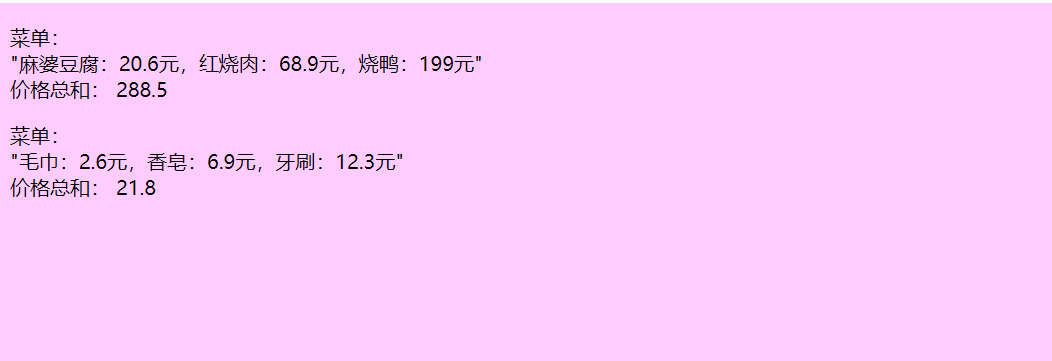 菜单：
"麻婆豆腐：20.6元，红烧肉：68.9元，烧鸭：199元"
价格总和： 288.5
菜单：
"毛巾：2.6元，香皂：6.9元，牙刷：12.3元"
价格总和： 21.8